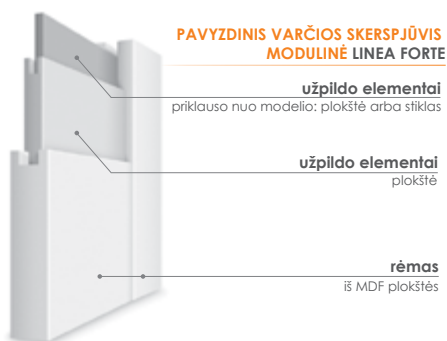 PAVYZDINIS VARČIOS SKERSPJŪVIS
MODULINĖ LINEA FORTE
užpildo elementai
priklauso nuo modelio: plokštė arba stiklas
užpildo elementai
plokštė
rėmas
iš MDF plokštės